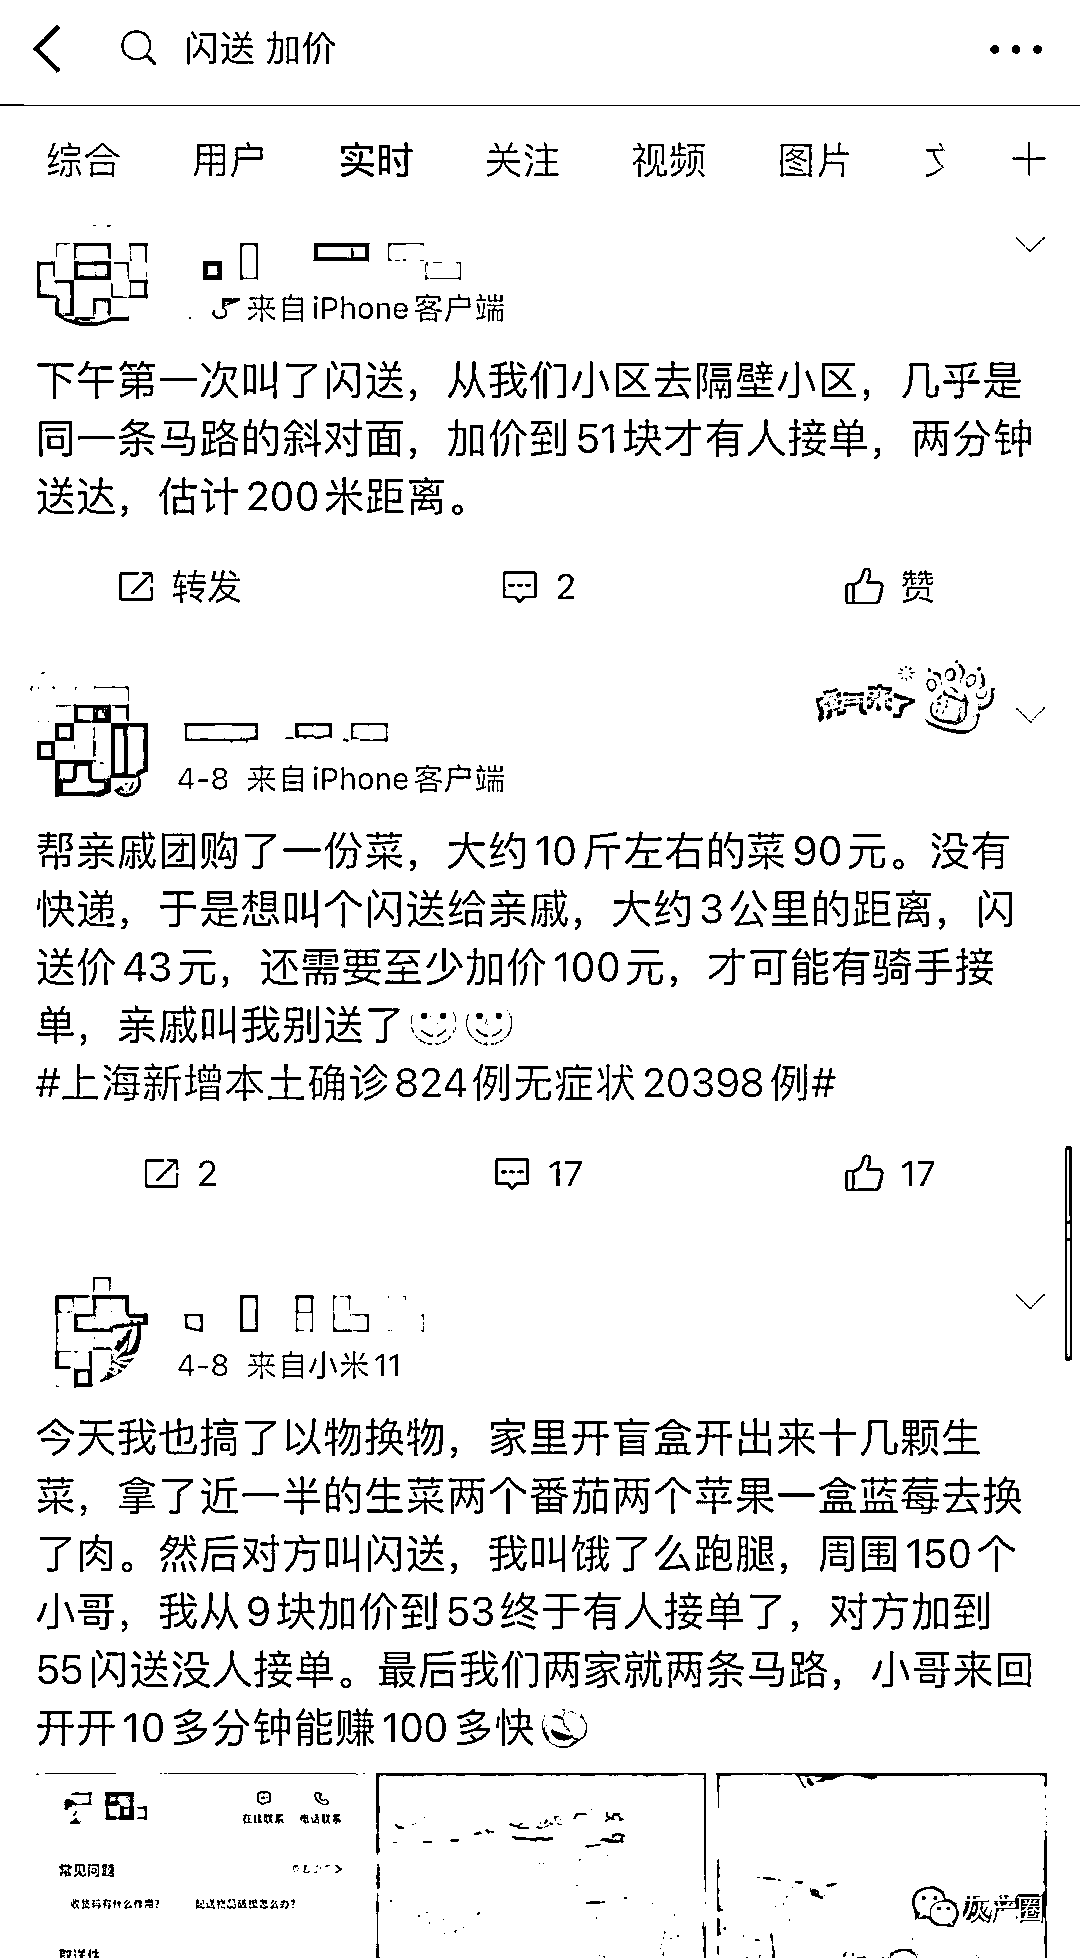 闪送 加价
综合 用户 实时 关注 视频 图片
来自iPhone客户端
下午第一次叫了闪送，从我们小区去隔壁小区，几乎是
同一条马路的斜对面，加价到51块才有人接单，两分钟
送达，估计200米距离。
转发 2 赞
4-8 来自iPhone客户端
帮亲戚团购了一份菜，大约10斤左右的菜90元。没有
快递，于是想叫个闪送给亲戚，大约3公里的距离，闪
送价43元，还需要至少加价100元，才可能有骑手接
单，亲戚叫我别送了
#上海新增本土确诊824例无症状20398例#
2 17 17
4-8 来自小米11
今天我也搞了以物换物，家里开盲盒开出来十几颗生
菜，拿了近一半的生菜两个番茄两个苹果一盒蓝莓去换
了肉。然后对方叫闪送，我叫饿了么跑腿，周围150个
小哥，我从9块加价到53终于有人接单了，对方加到
55闪送没人接单。最后我们两家就两条马路，小哥来回
开开10多分钟能赚100多快
在线联系 电话联系
常见问题
收货码有什么作用? 配送物品破损怎么办?
取送件
灰产圈